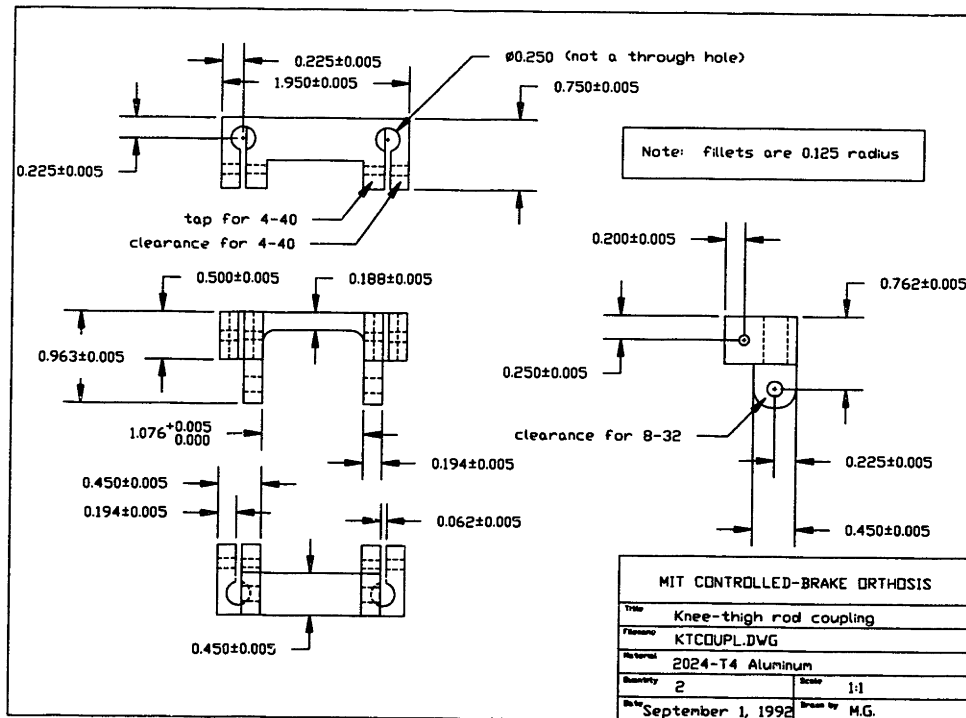 0.225±0.005
1.950±0.005
ø0.250 (not a through hole)
0.750±0.005
0.225±0.005
Note: fillets are 0.125 radius
tap for 4-40
clearance for 4-40
0.500±0.005
0.188±0.005
0.963±0.005
1.076+0.005
0.000
0.194±0.005
0.450±0.005
0.194±0.005
0.062±0.005
0.450±0.005
0.200±0.005
0.762±0.005
0.250±0.005
clearance for 8-32
0.225±0.005
0.450±0.005
MIT CONTROLLED-BRAKE ORTHOSIS
Title Knee-thigh rod coupling
Filename KTCOUPL.DWG
Material 2024-T4 Aluminum
Quantity 2 Scale 1:1
Date September 1, 1992 Drawn by M.G.